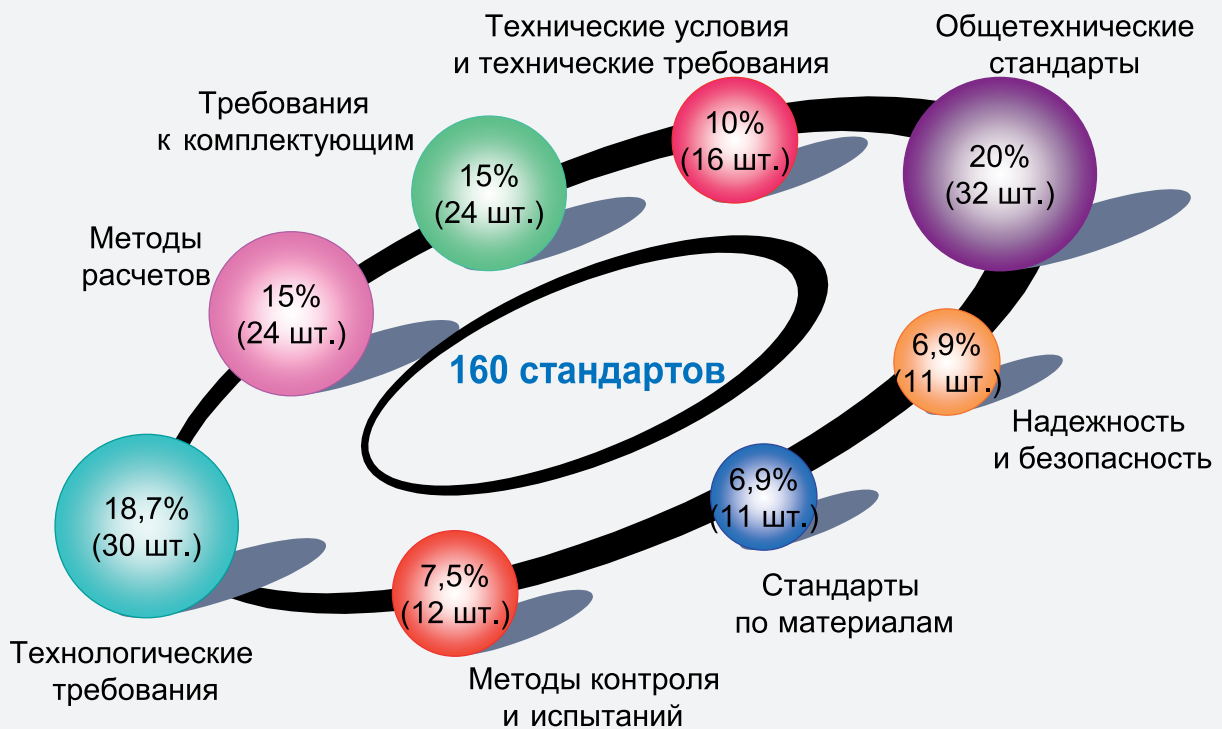 Технические условия
и технические требования
Общетехнические
стандарты
Требования
к комплектующим
10%
(16 шт.)
20%
(32 шт.)
15%
(24 шт.)
Методы
расчетов
15%
(24 шт.)
160 стандартов
6,9%
(11 шт.)
Надежность
и безопасность
18,7%
(30 шт.)
6,9%
(11 шт.)
Стандарты
по материалам
7,5%
(12 шт.)
Технологические
требования
Методы контроля
и испытаний